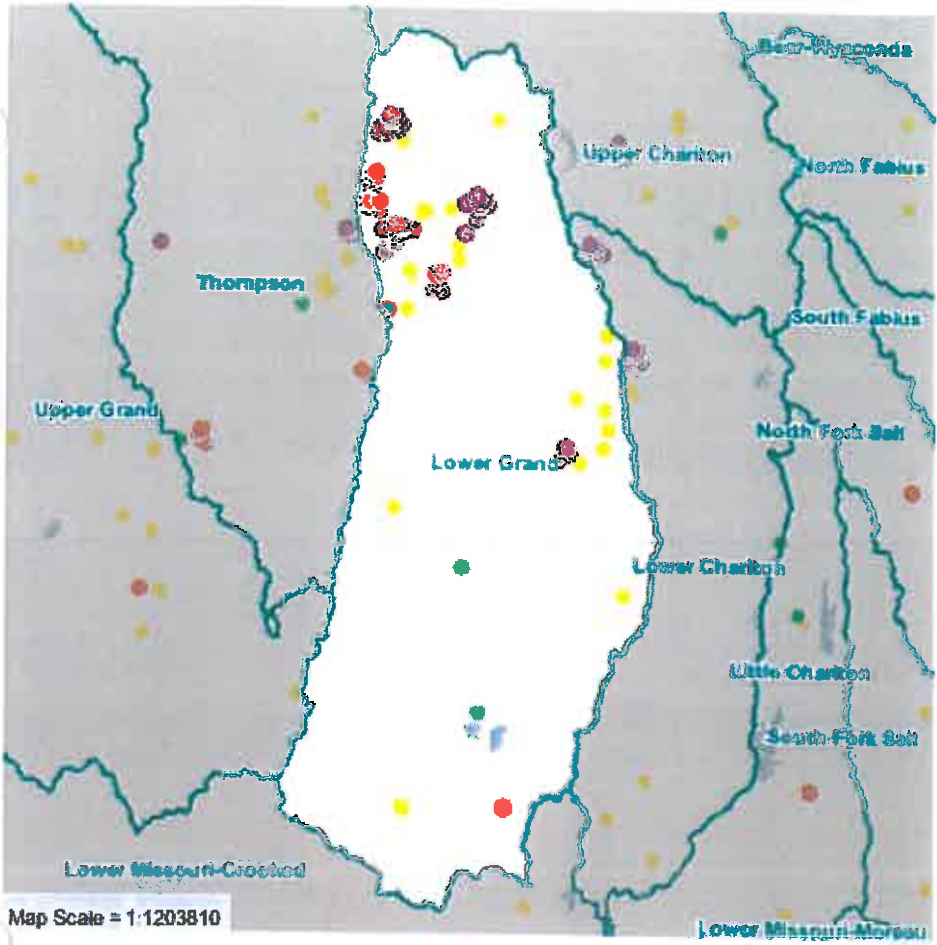 Bear-Wyaconda
Upper Chariton
North Fabius
Thompson
South Fabius
Upper Grand
North Fork Salt
Lower Grand
Lower Chariton
Little Chariton
South Fork Salt
Lower Missouri-Crooked
Map Scale = 1:1203810
Lower Missouri-Moreau